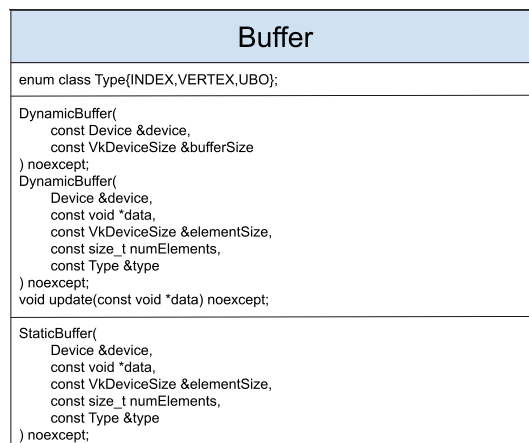 Buffer
enum class Type{INDEX,VERTEX,UBO};
DynamicBuffer(
const Device &device,
const VkDeviceSize &bufferSize
) noexcept;
DynamicBuffer(
Device &device,
const void *data,
const VkDeviceSize &elementSize,
const size_t numElements,
const Type &type
) noexcept;
void update(const void *data) noexcept;
StaticBuffer(
Device &device,
const void *data,
const VkDeviceSize &elementSize,
const size_t numElements,
const Type &type
) noexcept;